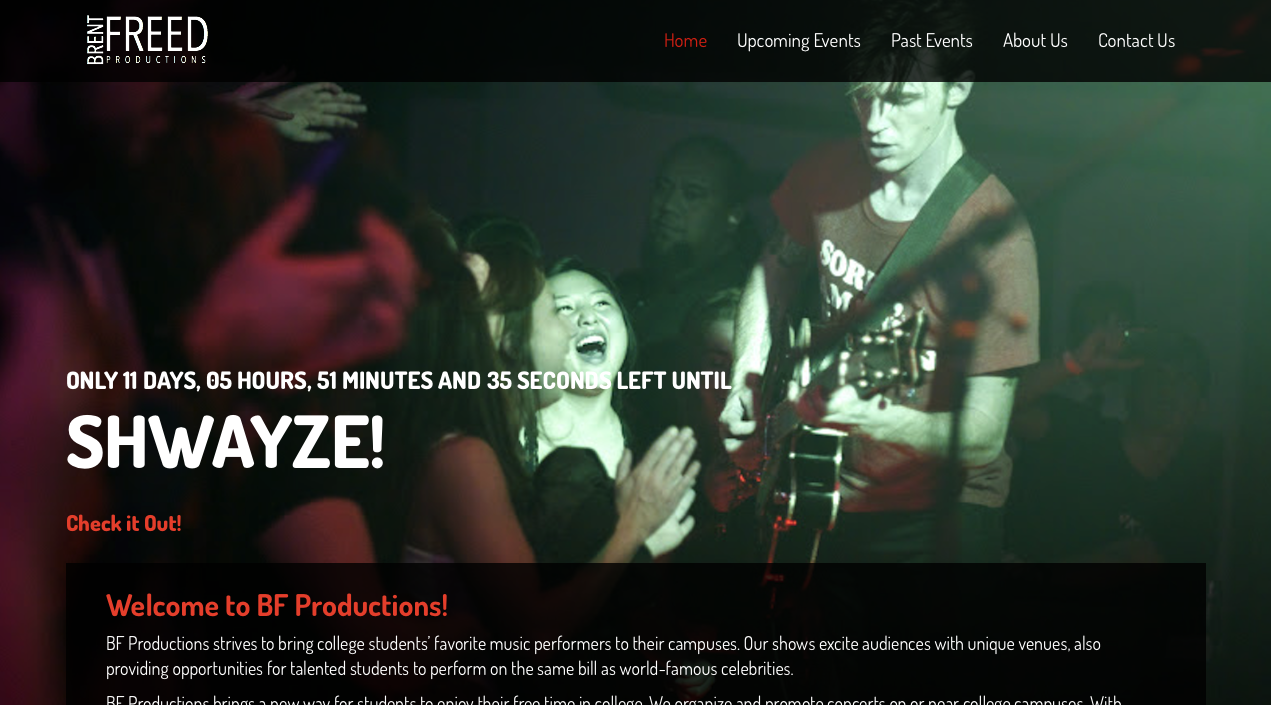 BRENT FREED
PRODUCTIONS
Home Upcoming Events Past Events About Us Contact Us
ONLY 11 DAYS, 05 HOURS, 51 MINUTES AND 35 SECONDS LEFT UNTIL
SHWAYZE!
Check it Out!
Welcome to BF Productions!
BF Productions strives to bring college students’ favorite music performers to their campuses. Our shows excite audiences with unique venues, also
providing opportunities for talented students to perform on the same bill as world-famous celebrities.
BF Productions brings a new way for students to enjoy their free time in college. We organize and promote concerts on or near college campuses. With